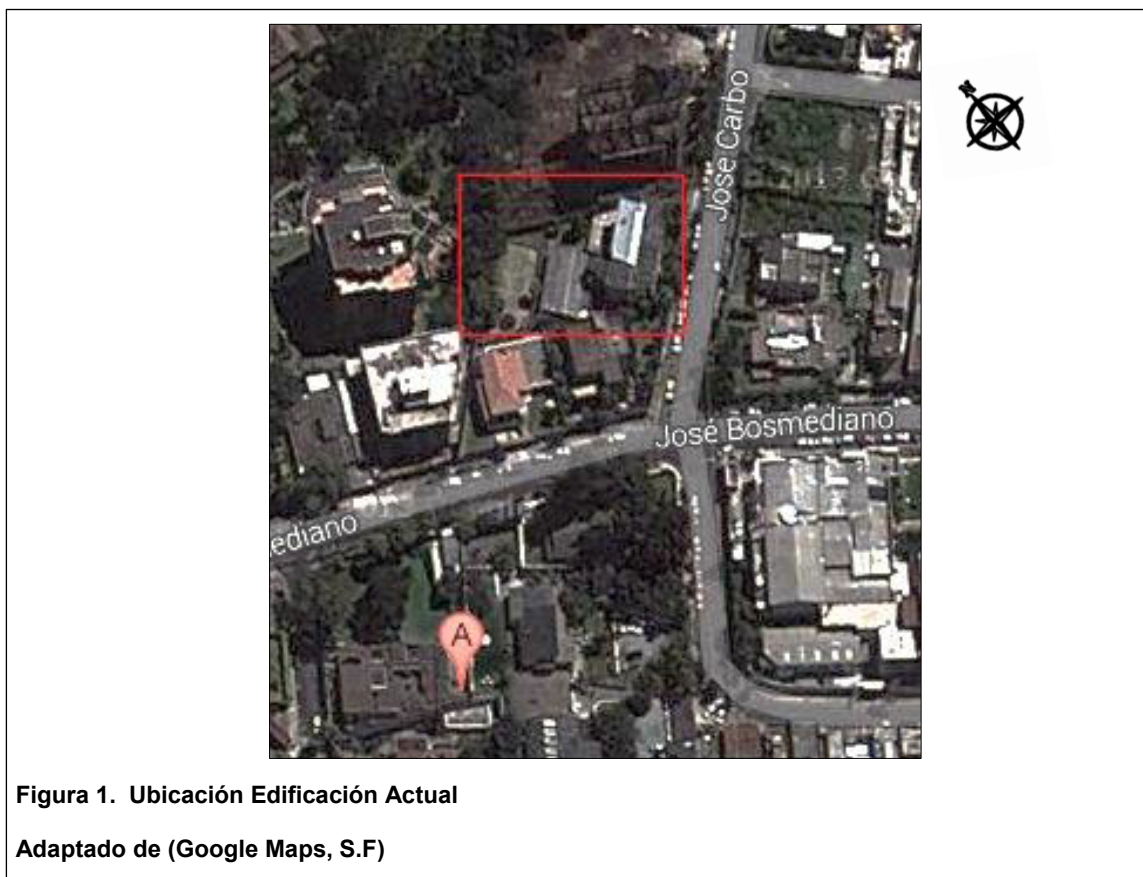 José Carbo
José Bosmediano
ediano
A
N
Figura 1. Ubicación Edificación Actual
Adaptado de (Google Maps, S.F)